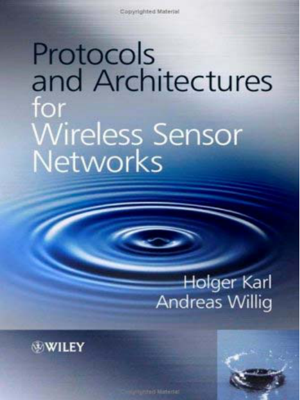 Copyrighted Material
Protocols
and Architectures
for
Wireless Sensor
Networks
Holger Karl
Andreas Willig
WILEY